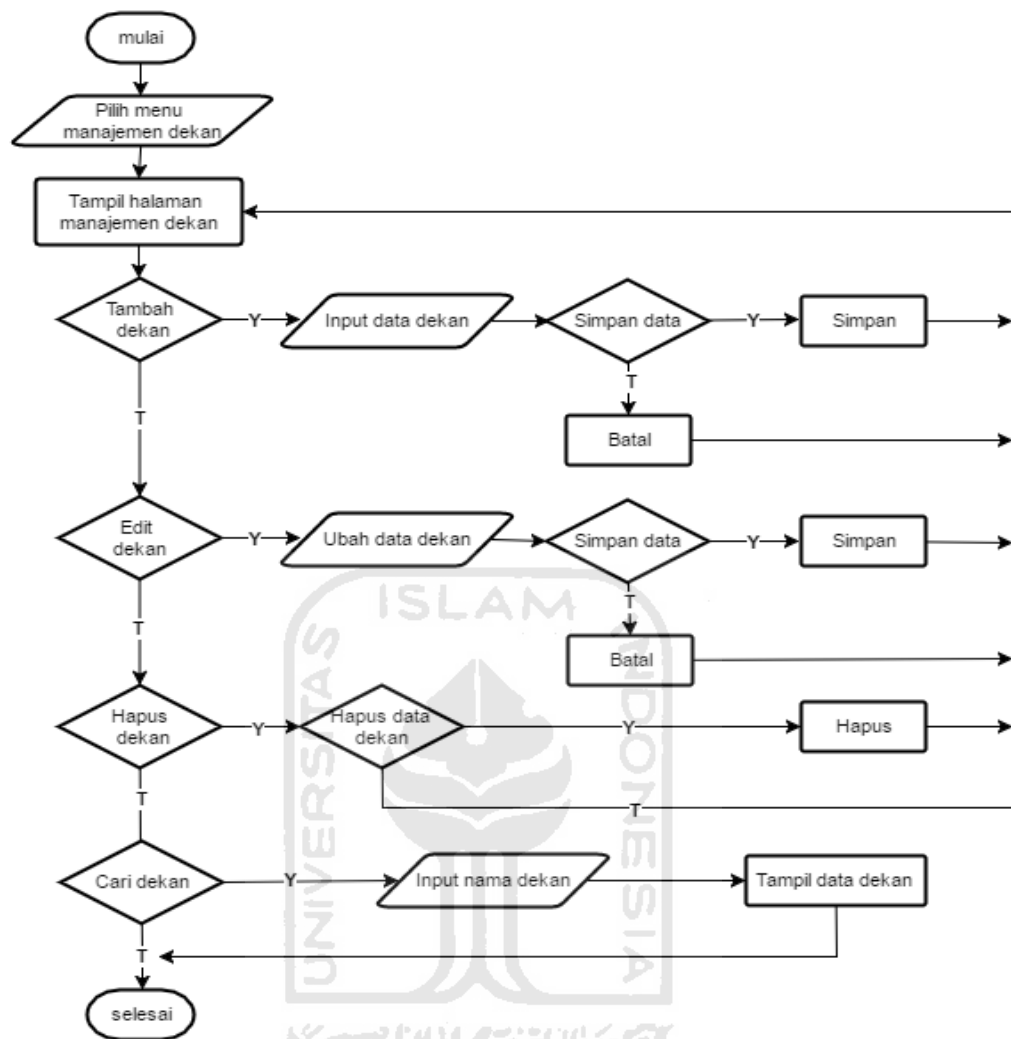 mulai
Pilih menu
manajemen dekan
Tampil halaman
manajemen dekan
Tambah
dekan
Y
Input data dekan
Simpan data
Y
Simpan
T
Batal
T
Edit
dekan
Y
Ubah data dekan
Simpan data
Y
Simpan
T
Batal
T
Hapus
dekan
Y
Hapus data
dekan
Y
Hapus
T
T
Cari dekan
Y
Input nama dekan
Tampil data dekan
T
selesai
UNIVERSITAS
ISLAM
INDONESIA